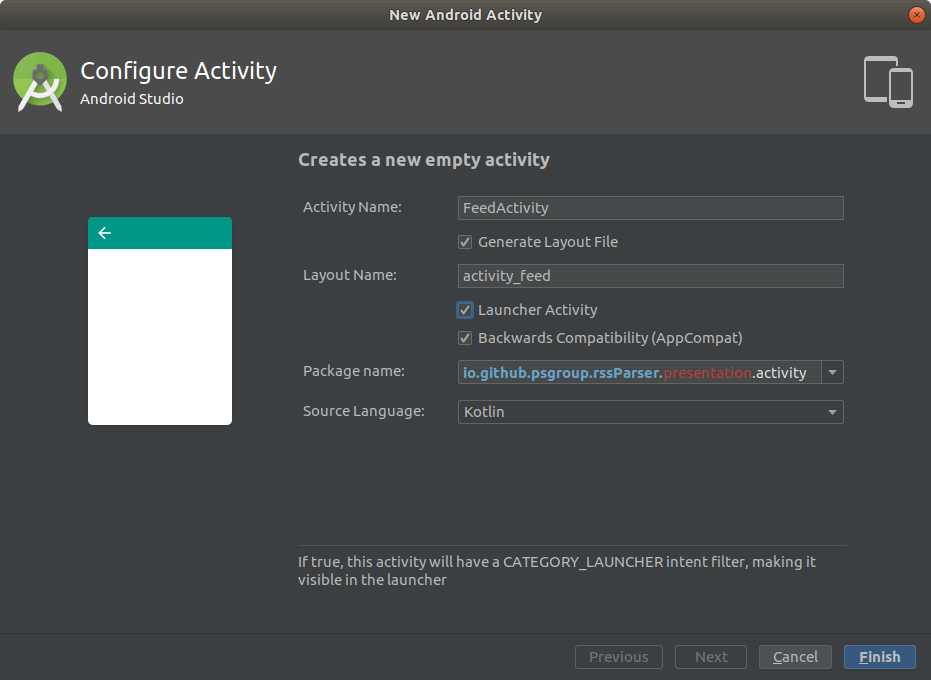 New Android Activity
Configure Activity
Android Studio
Creates a new empty activity
Activity Name:
FeedActivity
Generate Layout File
Layout Name:
activity_feed
Launcher Activity
Backwards Compatibility (AppCompat)
Package name:
io.github.psgroup.rssParser.presentation.activity
Source Language:
Kotlin
If true, this activity will have a CATEGORY_LAUNCHER intent filter, making it
visible in the launcher
Previous
Next
Cancel
Finish